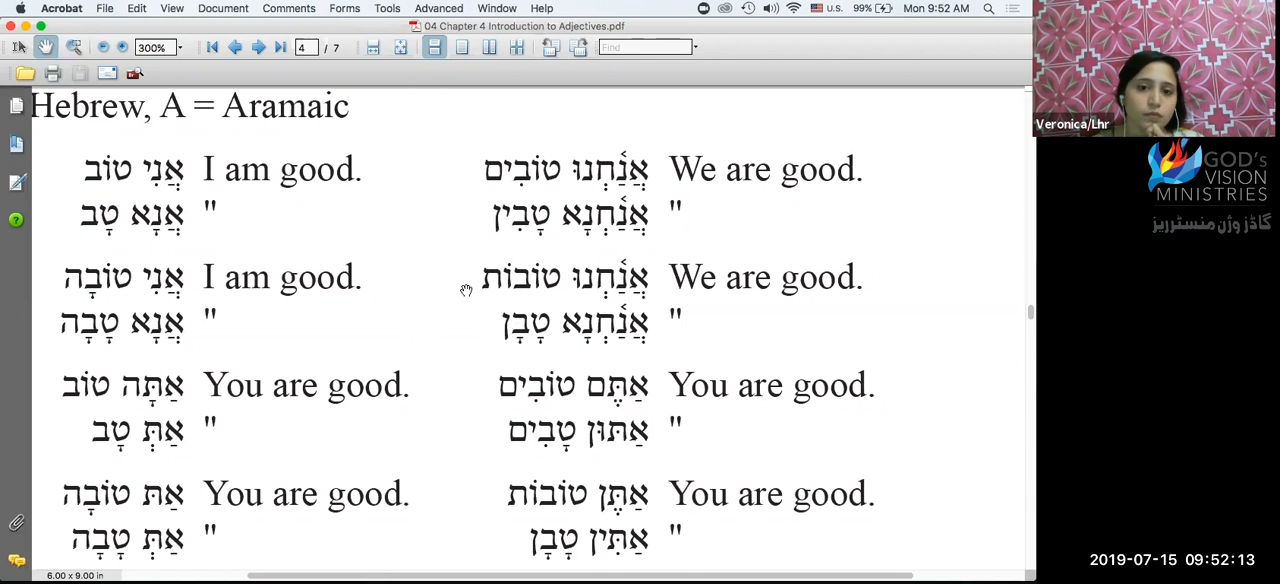 Acrobat File Edit View Document Comments Forms Tools Advanced Window Help U.S. 99% Mon 9:52 AM
04 Chapter 4 Introduction to Adjectives.pdf
300% 4 / 7 Find
Hebrew, A = Aramaic
אֲנִי טוֹב I am good.
אֲנָא טָב "
אֲנִי טוֹבָה I am good.
אֲנָא טָבָה "
אַתָּה טוֹב You are good.
אַתְּ טָב "
אַתּ טוֹבָה You are good.
אַתְּ טָבָה "
אֲנַ֫חְנוּ טוֹבִים We are good.
אֲנַ֫חְנָא טָבִין "
אֲנַ֫חְנוּ טוֹבוֹת We are good.
אֲנַ֫חְנָא טָבָן "
אַתֶּם טוֹבִים You are good.
אַתּוּן טָבִים "
אַתֶּן טוֹבוֹת You are good.
אַתִּין טָבָן "
6.00 x 9.00 in
Veronica/Lhr
GOD's
VISION
MINISTRIES
گاڈز وژن منسٹریز
2019-07-15 09:52:13